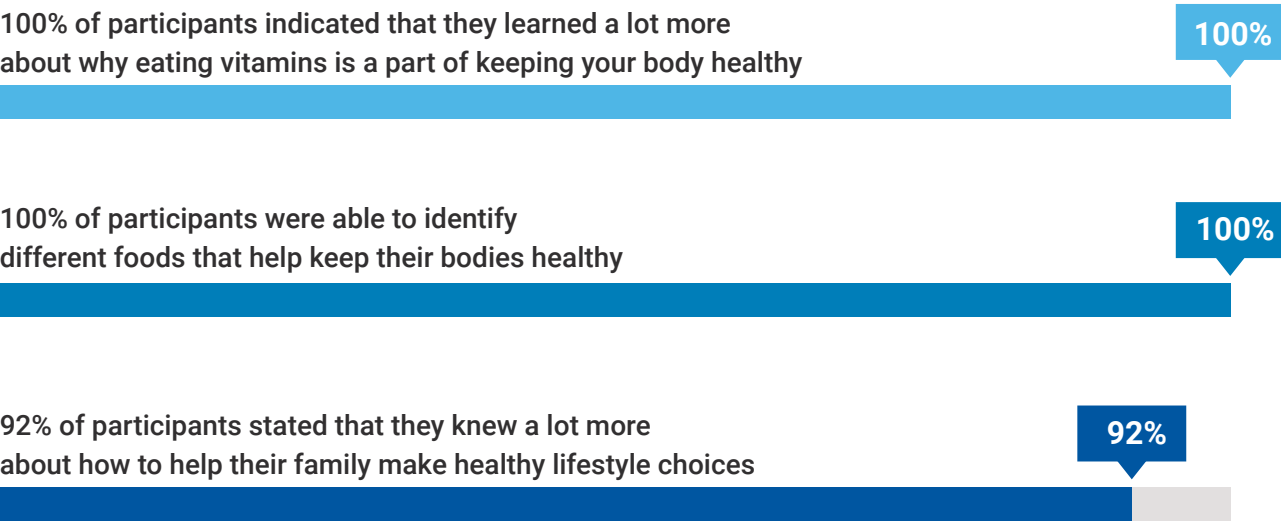 100% of participants indicated that they learned a lot more
about why eating vitamins is a part of keeping your body healthy
100%
100% of participants were able to identify
different foods that help keep their bodies healthy
100%
92% of participants stated that they knew a lot more
about how to help their family make healthy lifestyle choices
92%